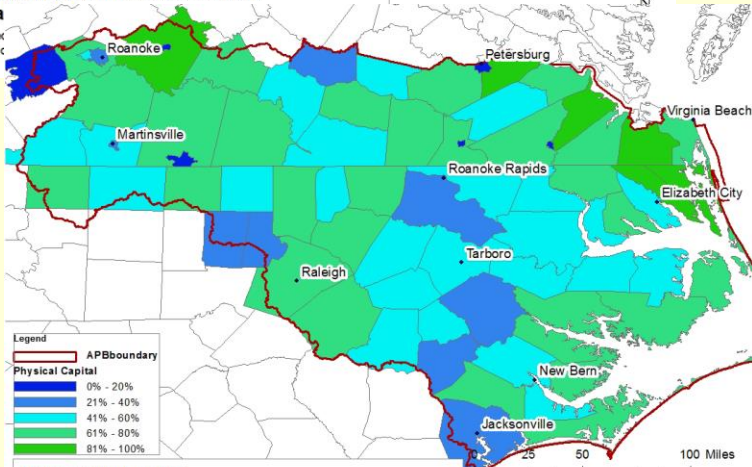 a
Roanoke
Petersburg
Virginia Beach
Martinsville
Roanoke Rapids
Elizabeth City
Tarboro
Raleigh
New Bern
Jacksonville
Legend
APBboundary
Physical Capital
0% - 20%
21% - 40%
41% - 60%
61% - 80%
81% - 100%
0 25 50 100 Miles